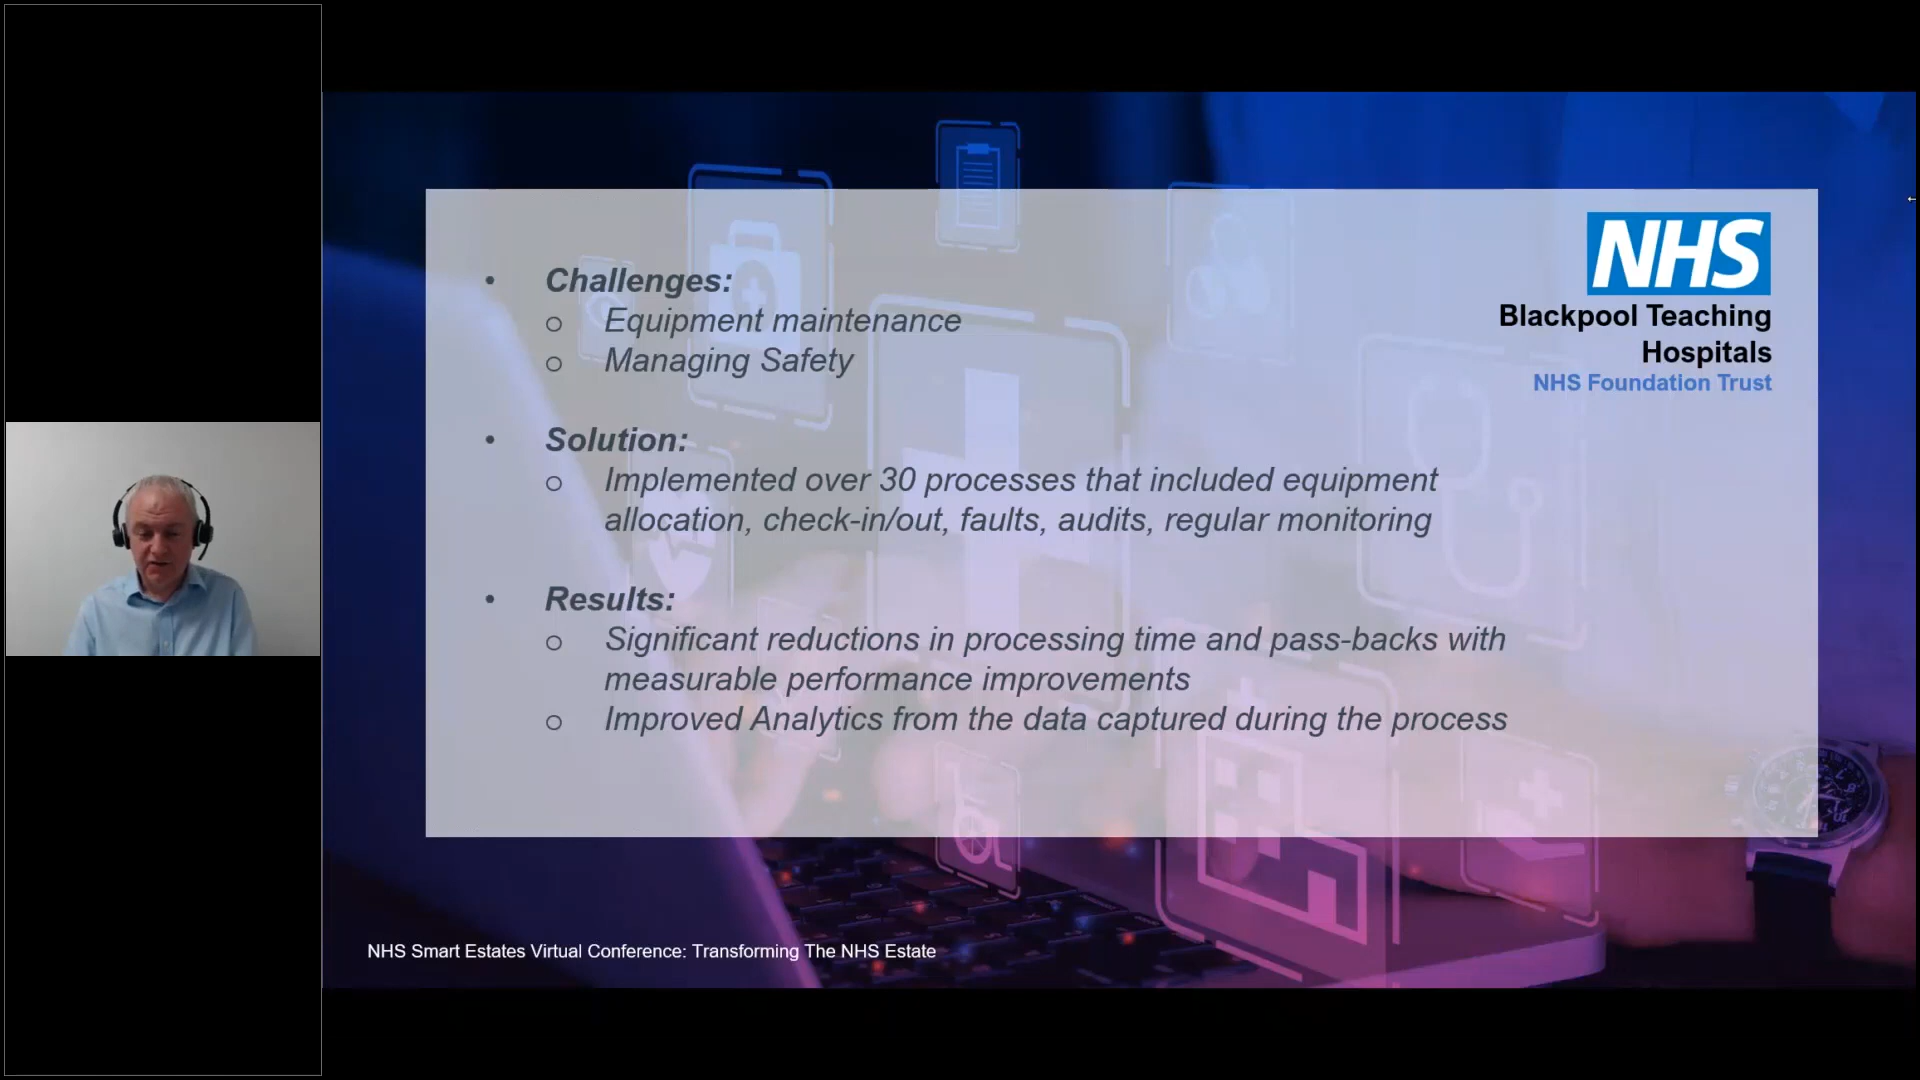 NHS
Blackpool Teaching
Hospitals
NHS Foundation Trust
• Challenges:
o Equipment maintenance
o Managing Safety
• Solution:
o Implemented over 30 processes that included equipment
allocation, check-in/out, faults, audits, regular monitoring
• Results:
o Significant reductions in processing time and pass-backs with
measurable performance improvements
o Improved Analytics from the data captured during the process
NHS Smart Estates Virtual Conference: Transforming The NHS Estate